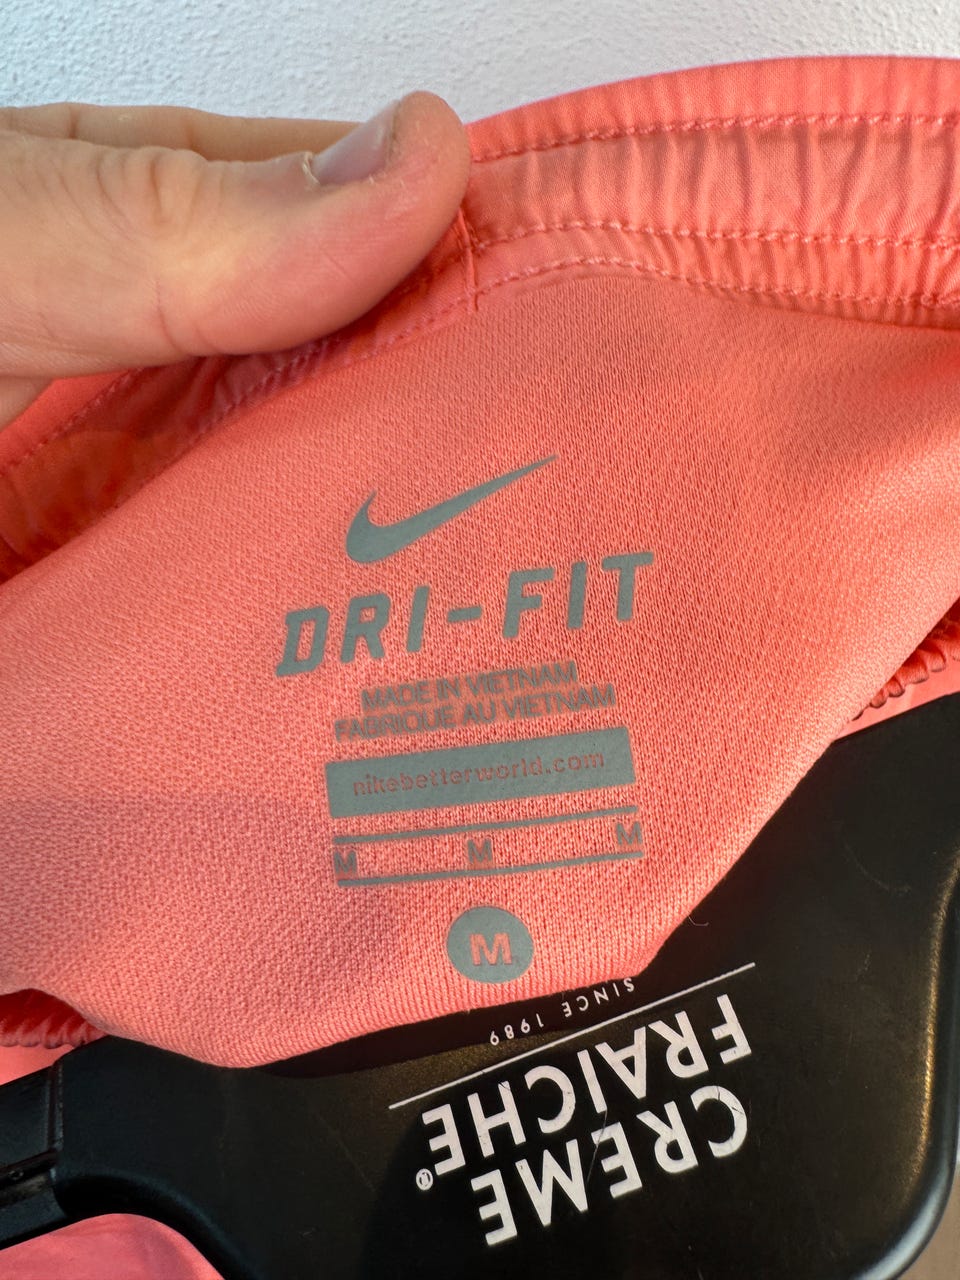 DRI-FIT
MADE IN VIETNAM
FABRIQUE AU VIETNAM
nikebetterworld.com
M M M
M
CREME
FRAICHE
SINCE 1989